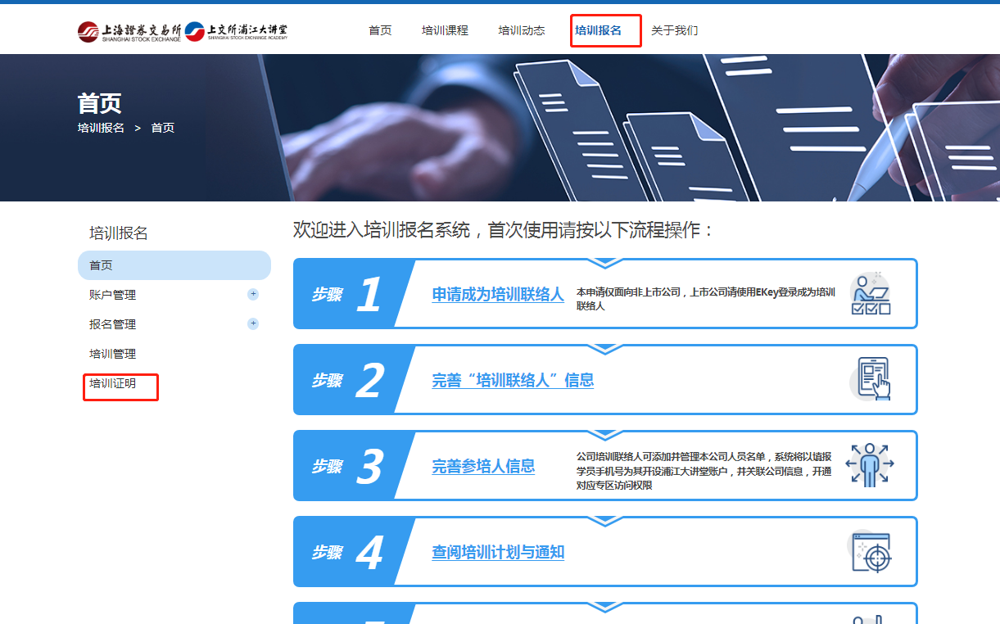 上海證券交易所
SHANGHAI STOCK EXCHANGE
上交所浦江大讲堂
SHANGHAI STOCK EXCHANGE ACADEMY
首页
培训课程
培训动态
培训报名
关于我们
首页
培训报名 > 首页
培训报名
首页
账户管理 +
报名管理 +
培训管理
培训证明
欢迎进入培训报名系统，首次使用请按以下流程操作：
步骤 1
申请成为培训联络人
本申请仅面向非上市公司，上市公司请使用EKey登录成为培训
联络人
步骤 2
完善“培训联络人”信息
步骤 3
完善参培人信息
公司培训联络人可添加并管理本公司人员名单，系统将以填报
学员手机号为其开设浦江大讲堂账户，并关联公司信息，开通
对应专区访问权限
步骤 4
查阅培训计划与通知